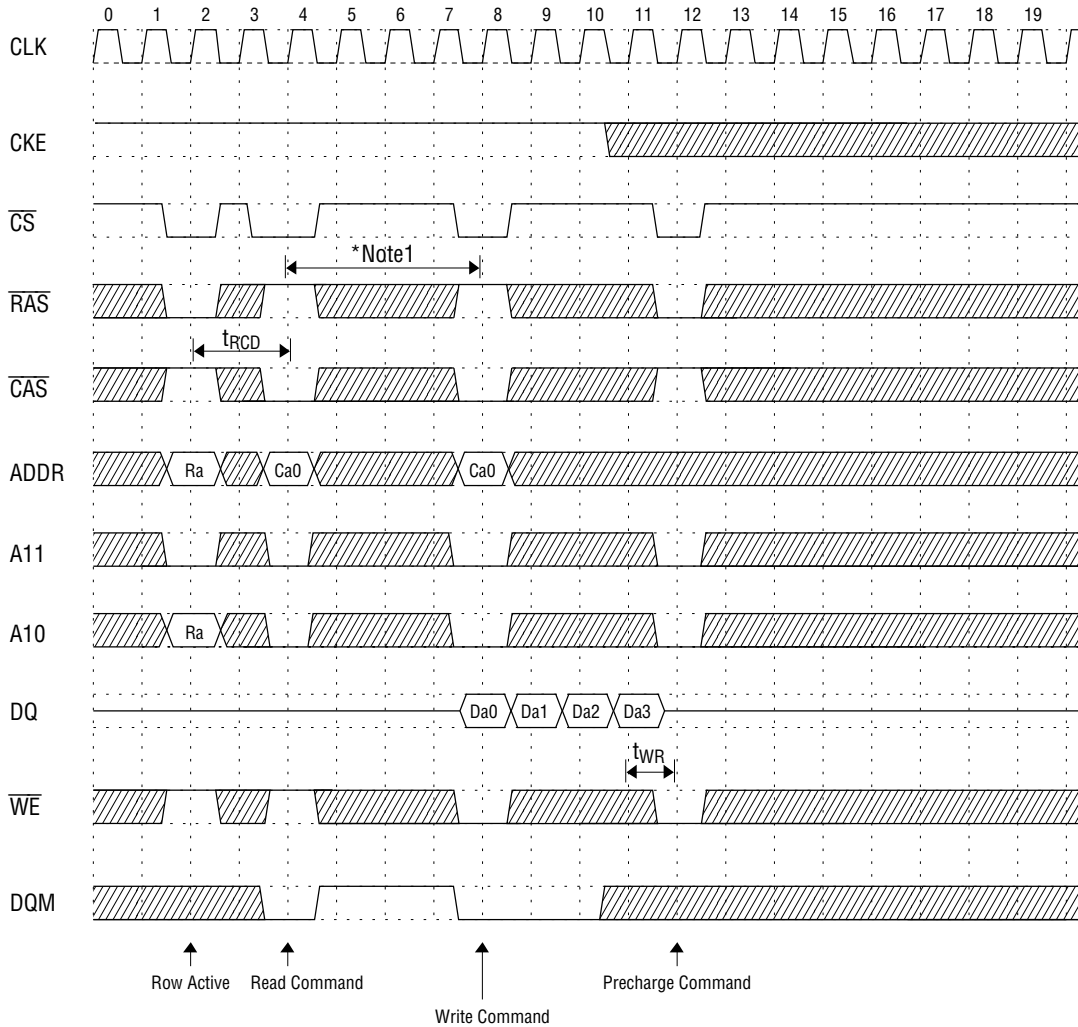 0 1 2 3 4 5 6 7 8 9 10 11 12 13 14 15 16 17 18 19
CLK
CKE
CS
*Note1
RAS
tRCD
CAS
ADDR Ra Ca0 Ca0
A11
A10 Ra
DQ Da0 Da1 Da2 Da3
tWR
WE
DQM
Row Active Read Command Precharge Command
Write Command